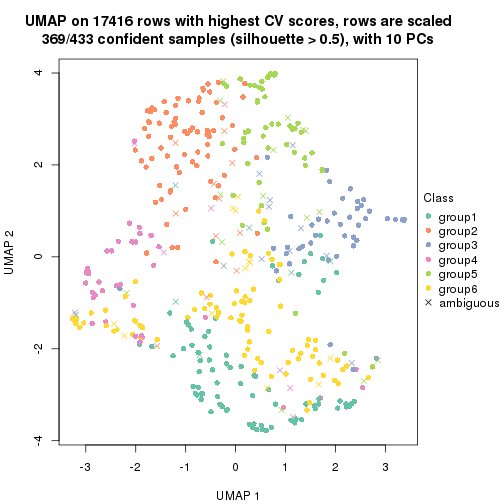 UMAP on 17416 rows with highest CV scores, rows are scaled
369/433 confident samples (silhouette > 0.5), with 10 PCs
4
2
0
-2
-4
UMAP 2
-3
-2
-1
0
1
2
3
UMAP 1
Class
group1
group2
group3
group4
group5
group6
ambiguous